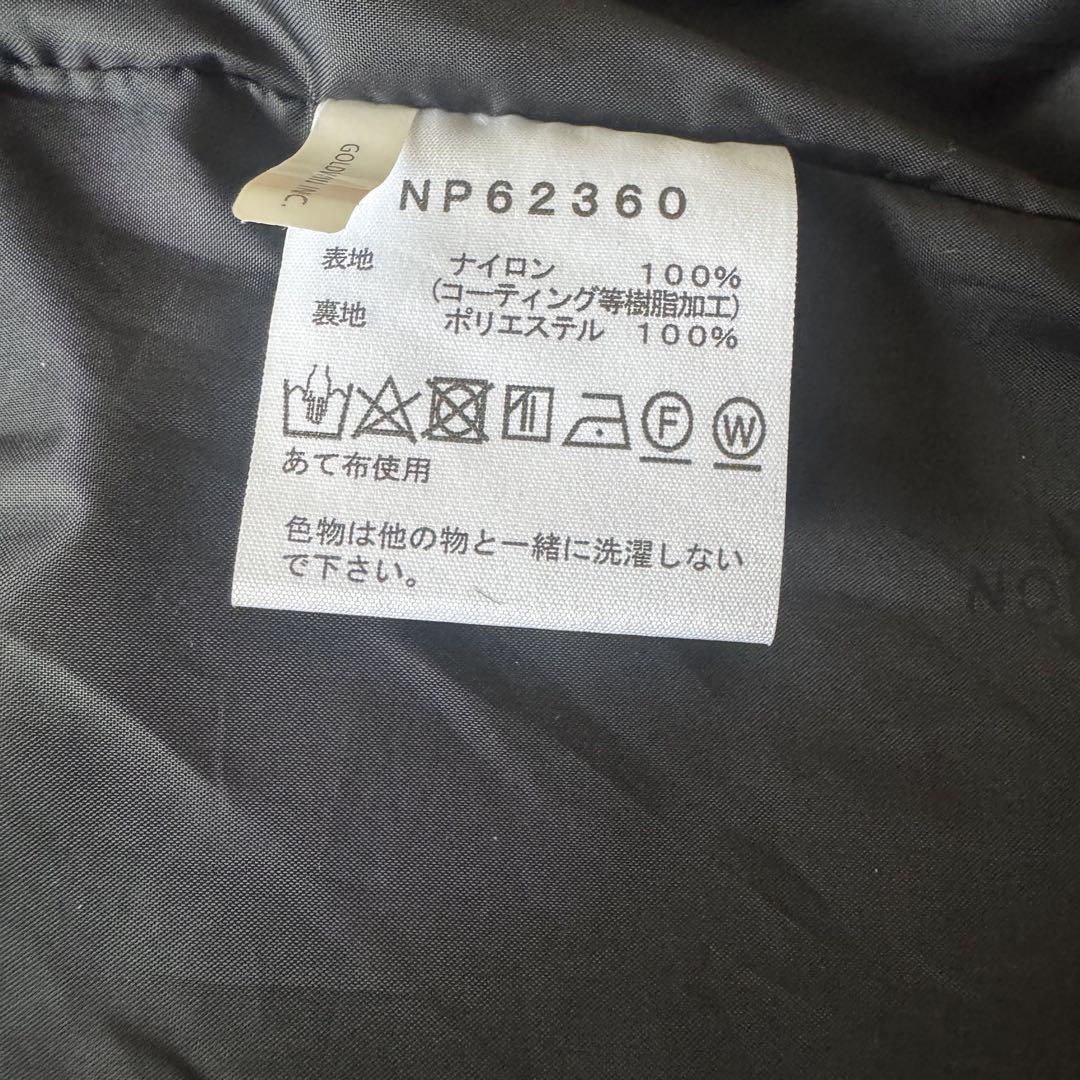 GOLDWIN INC.
NP62360
表地 ナイロン 100%
(コーティング等樹脂加工)
裏地 ポリエステル 100%
F W
あて布使用
色物は他の物と一緒に洗濯しない
で下さい。
NO